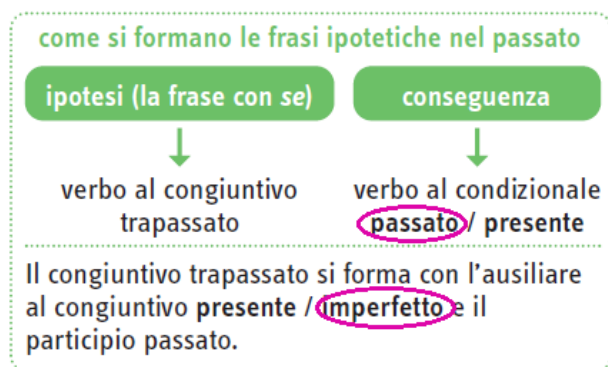 come si formano le frasi ipotetiche nel passato
ipotesi (la frase con se)
conseguenza
verbo al congiuntivo
trapassato
verbo al condizionale
passato / presente
Il congiuntivo trapassato si forma con l'ausiliare
al congiuntivo presente / imperfetto e il
participio passato.